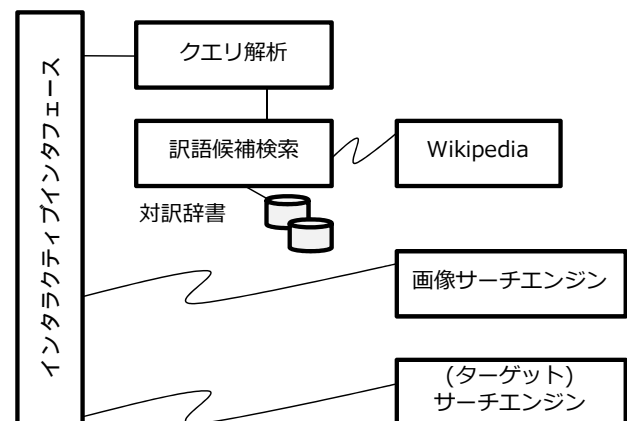 インタラクティブインタフェース
クエリ解析
訳語候補検索
Wikipedia
対訳辞書
画像サーチエンジン
(ターゲット)
サーチエンジン